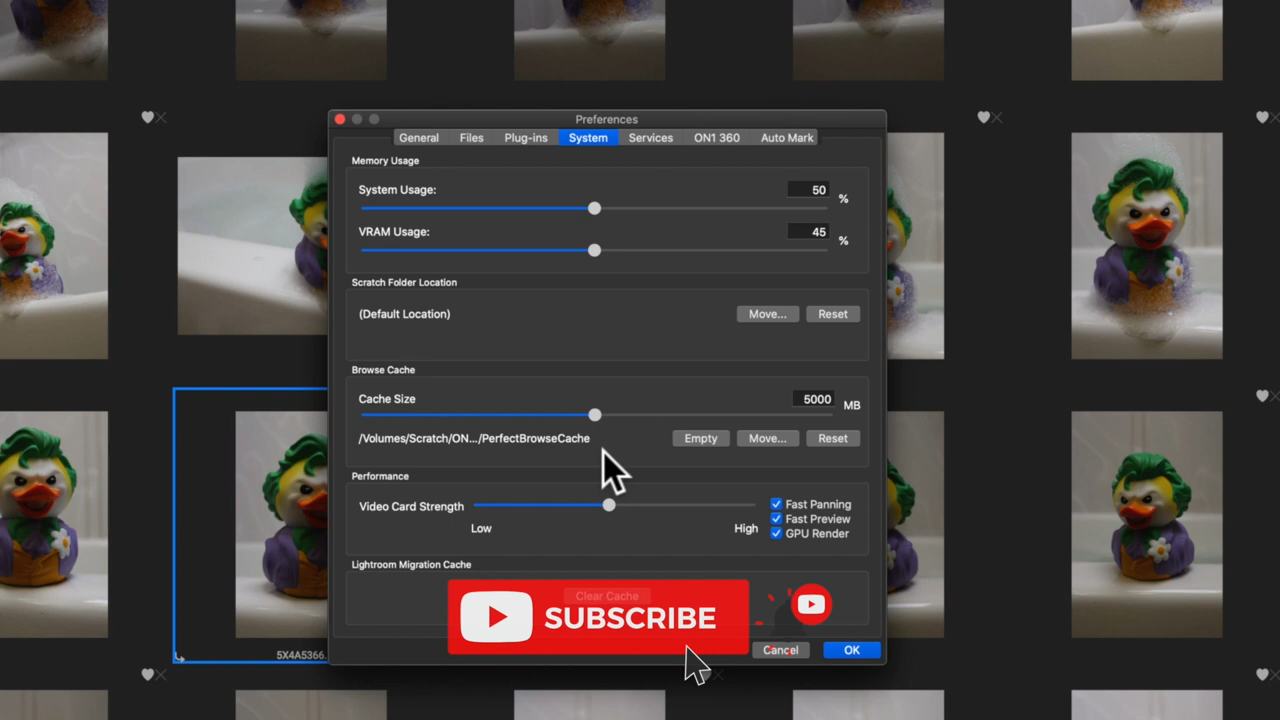 Preferences
General Files Plug-ins System Services ON1 360 Auto Mark
Memory Usage
System Usage: 50 %
VRAM Usage: 45 %
Scratch Folder Location
(Default Location) Move... Reset
Browse Cache
Cache Size 5000 MB
/Volumes/Scratch/ON.../PerfectBrowseCache Empty Move... Reset
Performance
Video Card Strength Low High
Fast Panning
Fast Preview
GPU Render
Lightroom Migration Cache
Clear Cache
SUBSCRIBE
Cancel OK
5X4A5366.